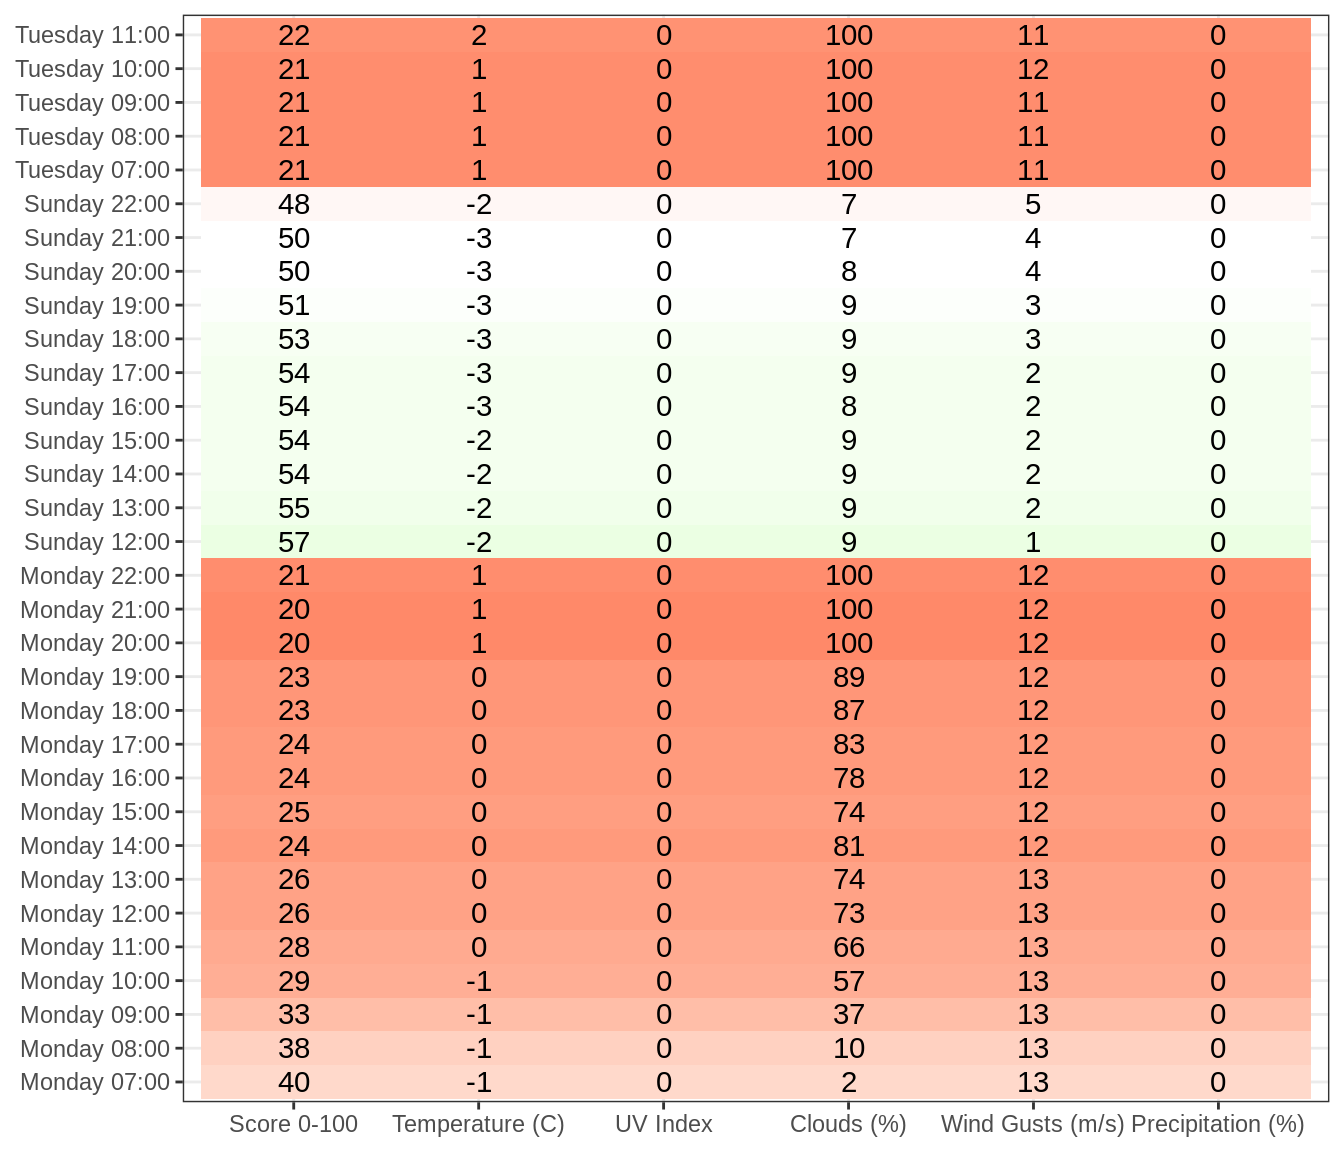 Tuesday 11:00 22 2 0 100 11 0
Tuesday 10:00 21 1 0 100 12 0
Tuesday 09:00 21 1 0 100 11 0
Tuesday 08:00 21 1 0 100 11 0
Tuesday 07:00 21 1 0 100 11 0
Sunday 22:00 48 -2 0 7 5 0
Sunday 21:00 50 -3 0 7 4 0
Sunday 20:00 50 -3 0 8 4 0
Sunday 19:00 51 -3 0 9 3 0
Sunday 18:00 53 -3 0 9 3 0
Sunday 17:00 54 -3 0 9 2 0
Sunday 16:00 54 -3 0 8 2 0
Sunday 15:00 54 -2 0 9 2 0
Sunday 14:00 54 -2 0 9 2 0
Sunday 13:00 55 -2 0 9 2 0
Sunday 12:00 57 -2 0 9 1 0
Monday 22:00 21 1 0 100 12 0
Monday 21:00 20 1 0 100 12 0
Monday 20:00 20 1 0 100 12 0
Monday 19:00 23 0 0 89 12 0
Monday 18:00 23 0 0 87 12 0
Monday 17:00 24 0 0 83 12 0
Monday 16:00 24 0 0 78 12 0
Monday 15:00 25 0 0 74 12 0
Monday 14:00 24 0 0 81 12 0
Monday 13:00 26 0 0 74 13 0
Monday 12:00 26 0 0 73 13 0
Monday 11:00 28 0 0 66 13 0
Monday 10:00 29 -1 0 57 13 0
Monday 09:00 33 -1 0 37 13 0
Monday 08:00 38 -1 0 10 13 0
Monday 07:00 40 -1 0 2 13 0
Score 0-100 Temperature (C) UV Index Clouds (%) Wind Gusts (m/s) Precipitation (%)